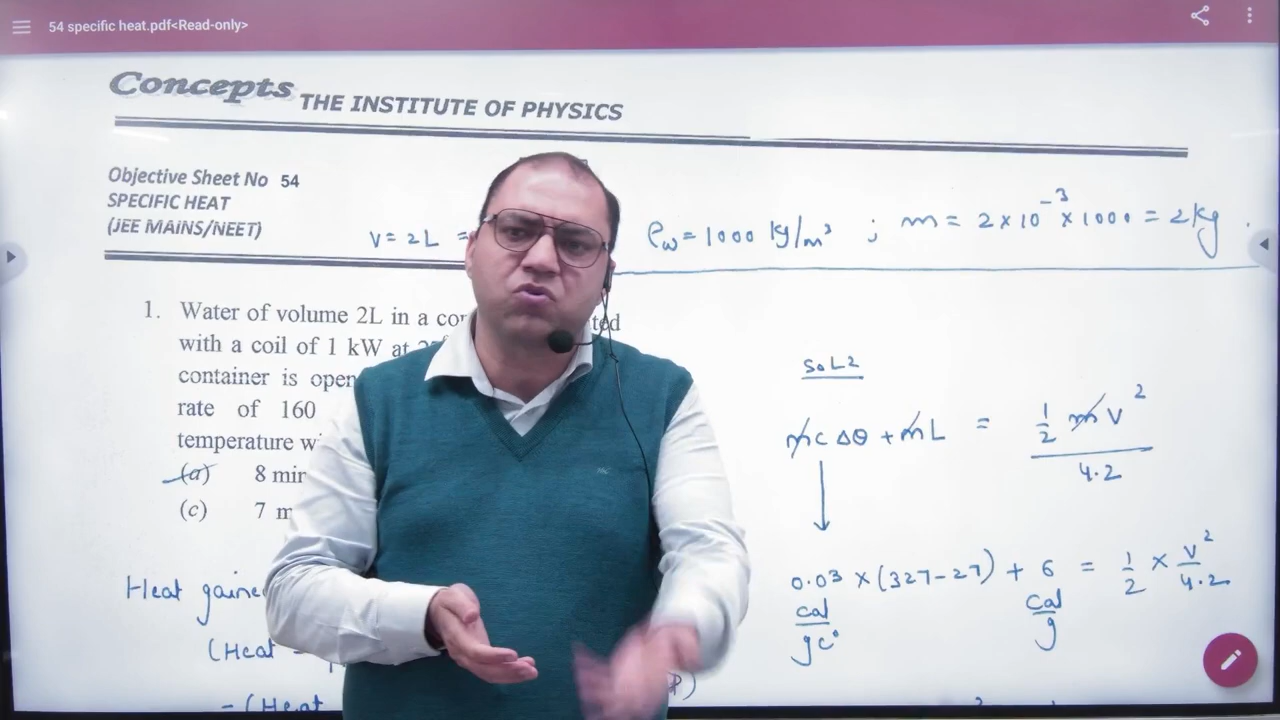 54 specific heat.pdf<Read-only>
Concepts THE INSTITUTE OF PHYSICS
Objective Sheet No 54
SPECIFIC HEAT
(JEE MAINS/NEET)
V = 2L = ρw = 1000 kg/m³ ; m = 2×10⁻³×1000 = 2kg
1. Water of volume 2L in a
with a coil of 1 kW at
container is open
rate of 160
temperature
(a) 8 min
(c) 7
Heat
(Heat
- (Heat
SOL2
mcΔθ + mL = 1/2 mv² / 4.2
0.03 × (327-27) + 6 = 1/2 × v²/4.2
cal/gc° cal/g